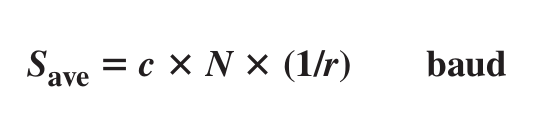 S_ave = c × N × (1/r) baud